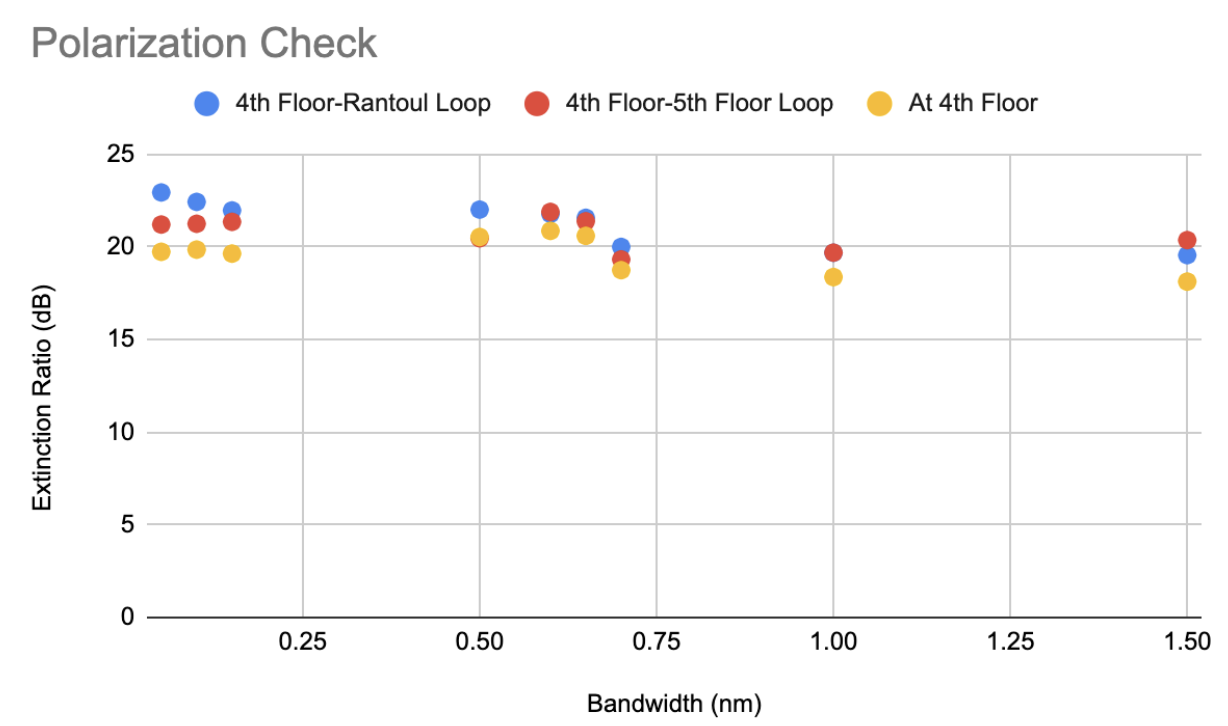 Polarization Check
4th Floor-Rantoul Loop 4th Floor-5th Floor Loop At 4th Floor
25
20
15
10
5
0
Extinction Ratio (dB)
0.25 0.50 0.75 1.00 1.25 1.50
Bandwidth (nm)